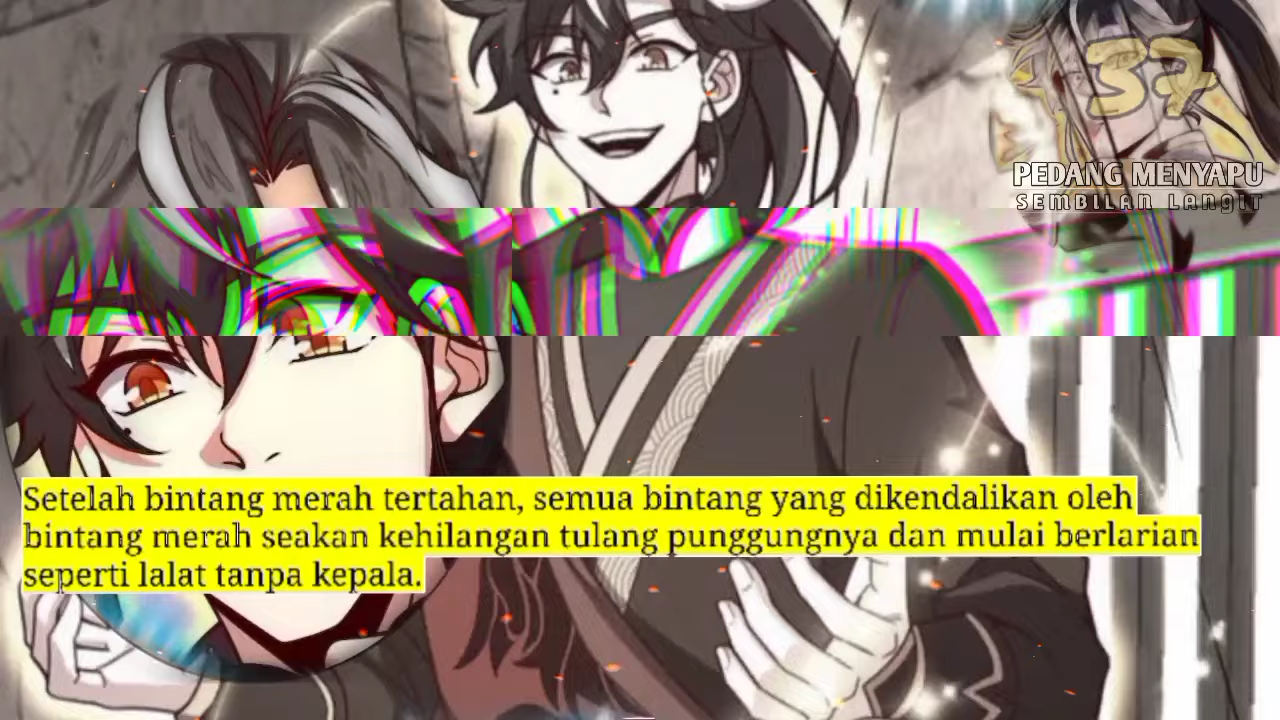 37
PEDANG MENYAPU
SEMBILAN LANGIT
Setelah bintang merah tertahan, semua bintang yang dikendalikan oleh
bintang merah seakan kehilangan tulang punggungnya dan mulai berlarian
seperti lalat tanpa kepala.